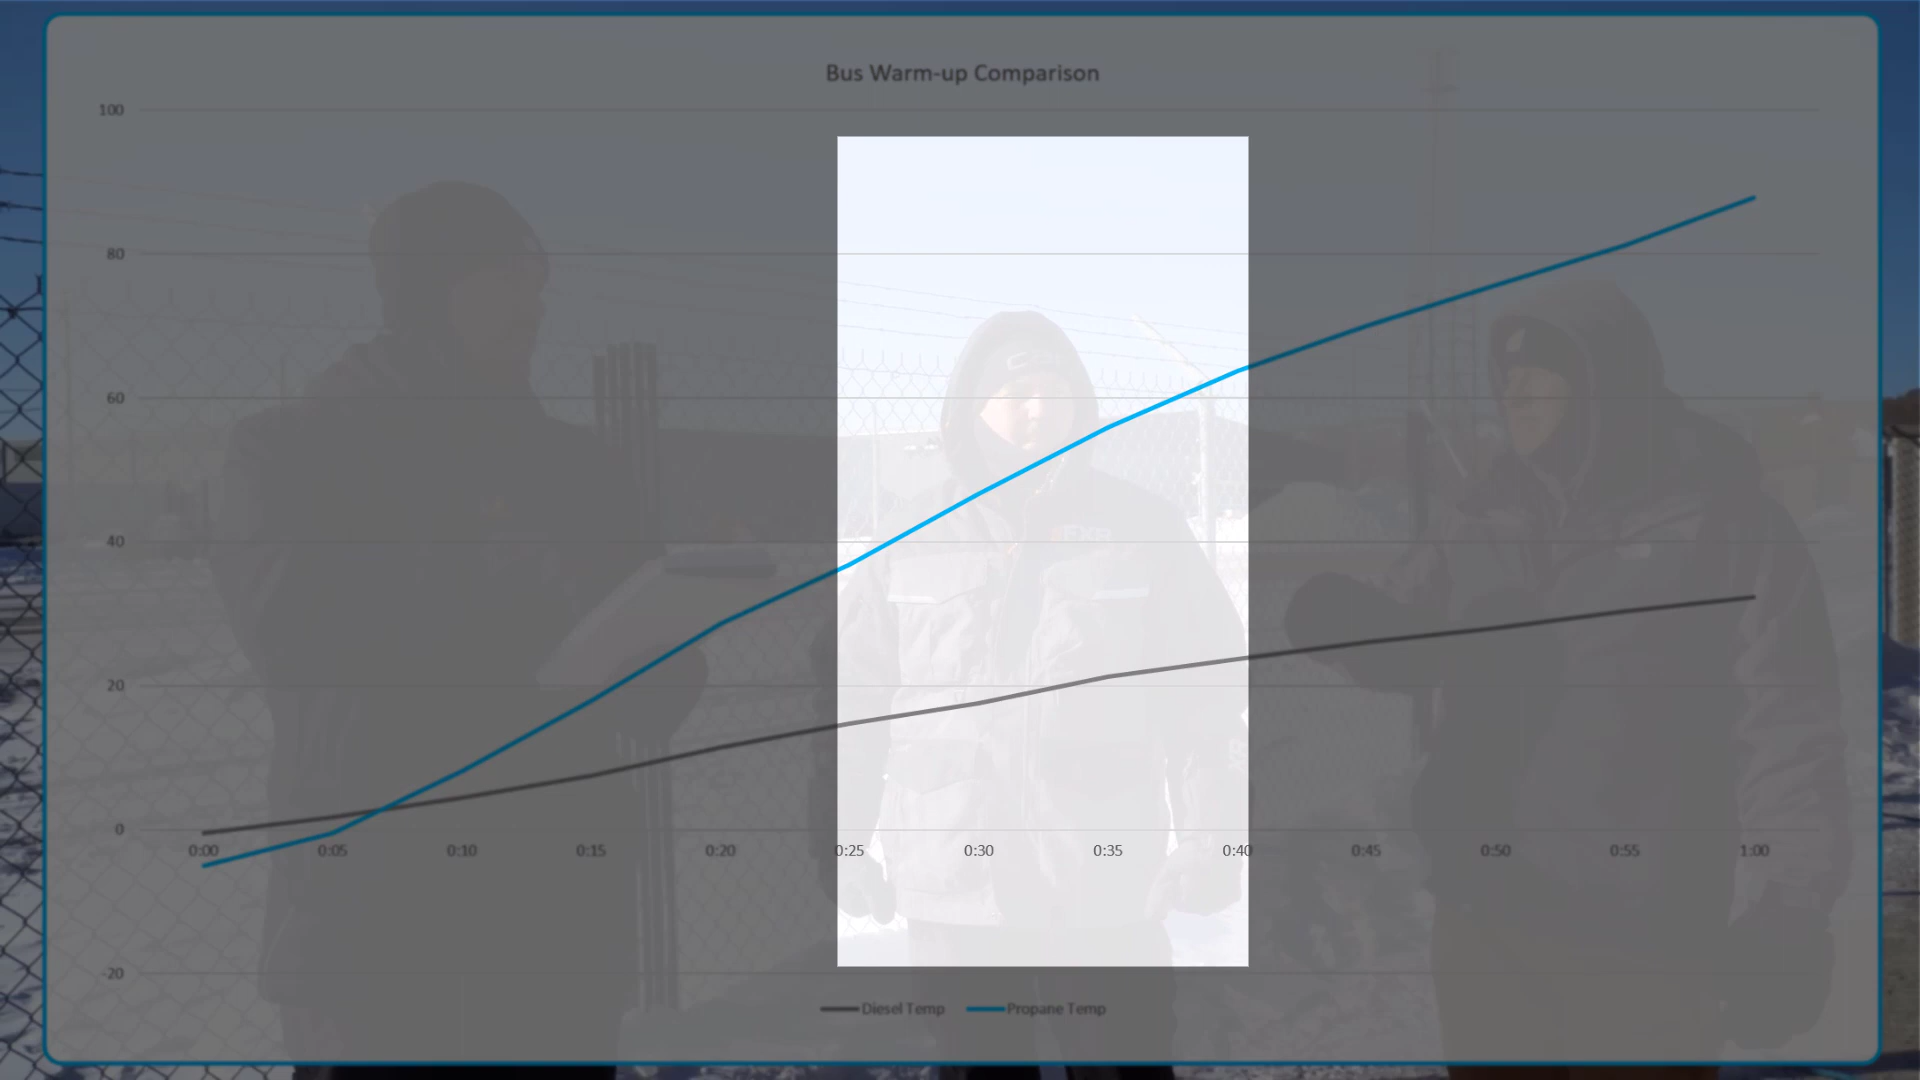 Bus Warm-up Comparison
100
80
60
40
20
0
-20
0:00 0:05 0:10 0:15 0:20 0:25 0:30 0:35 0:40 0:45 0:50 0:55 1:00
Diesel Temp Propane Temp
FXR